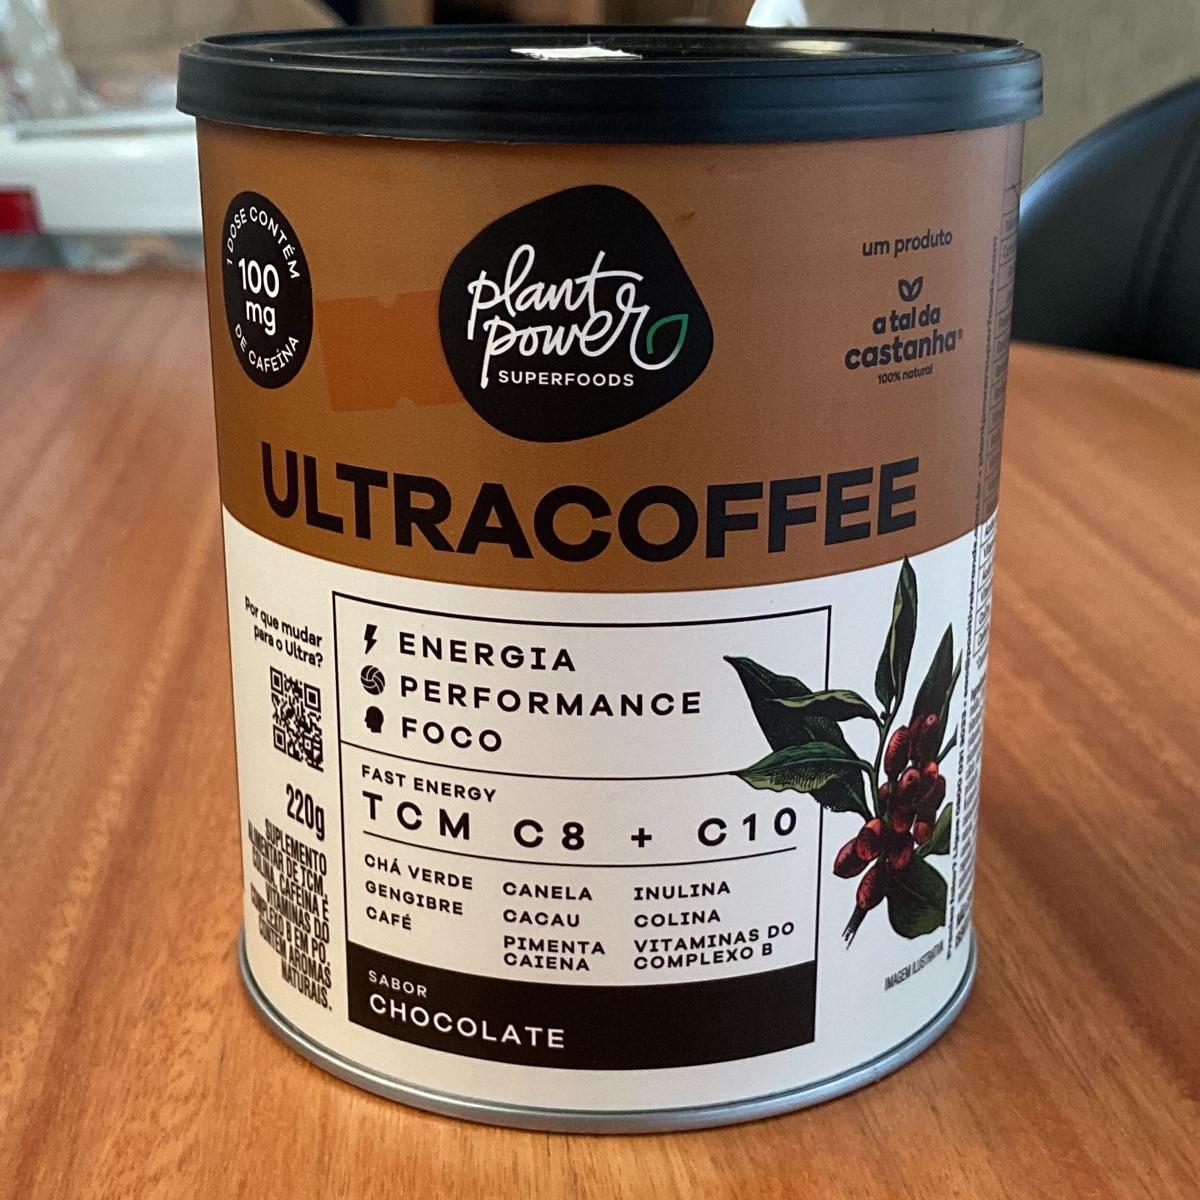 1 DOSE CONTÉM
100
mg
DE CAFEÍNA
plant
power
SUPERFOODS
um produto
a tal da
castanha®
100% natural
ULTRACOFFEE
Por que mudar
para o Ultra?
220g
SUPLEMENTO
ALIMENTAR DE TCM,
COLINA, CAFEÍNA E
VITAMINAS DO
COMPLEXO B EM PÓ.
CONTÉM AROMAS
NATURAIS.
ENERGIA
PERFORMANCE
FOCO
FAST ENERGY
TCM C8 + C10
CHÁ VERDE
GENGIBRE
CAFÉ
CANELA
CACAU
PIMENTA
CAIENA
INULINA
COLINA
VITAMINAS DO
COMPLEXO B
SABOR
CHOCOLATE
IMAGEM ILUSTRATIVA